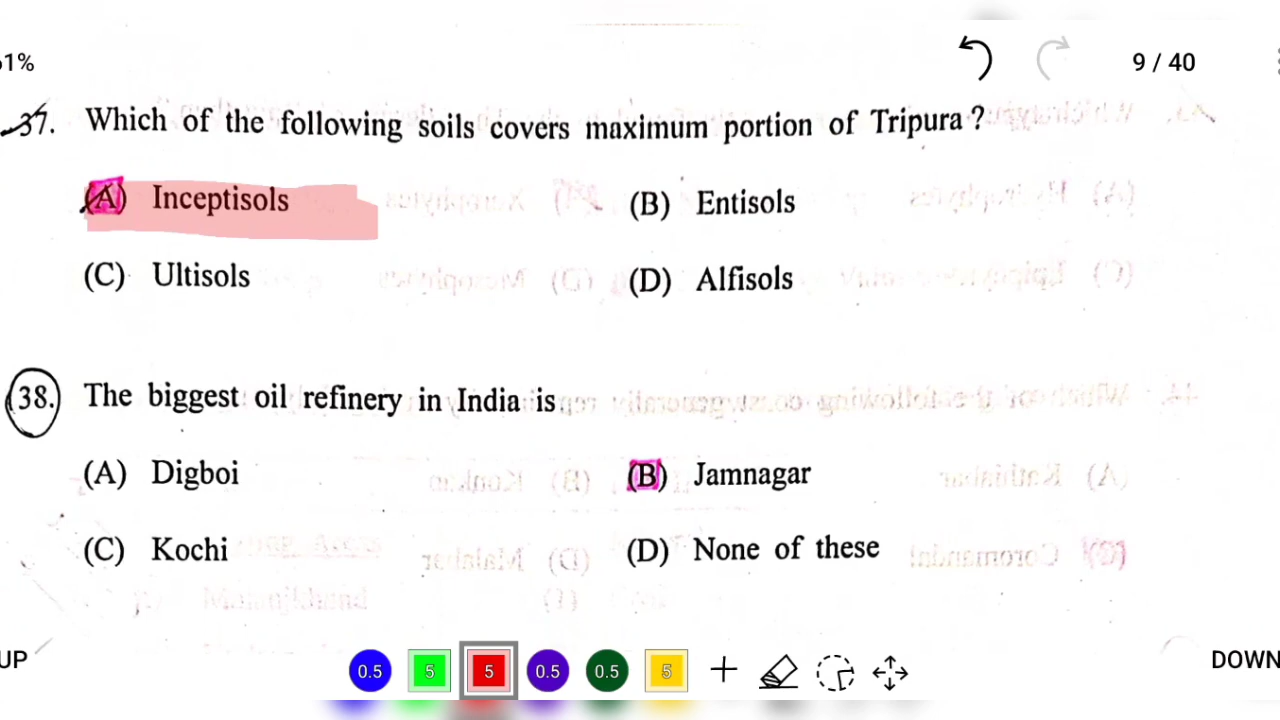 9 / 40
37. Which of the following soils covers maximum portion of Tripura ?
(A) Inceptisols (B) Entisols
(C) Ultisols (D) Alfisols
(38.) The biggest oil refinery in India is
(A) Digboi (B) Jamnagar
(C) Kochi (D) None of these
UP DOWN
0.5 5 5 0.5 0.5 5